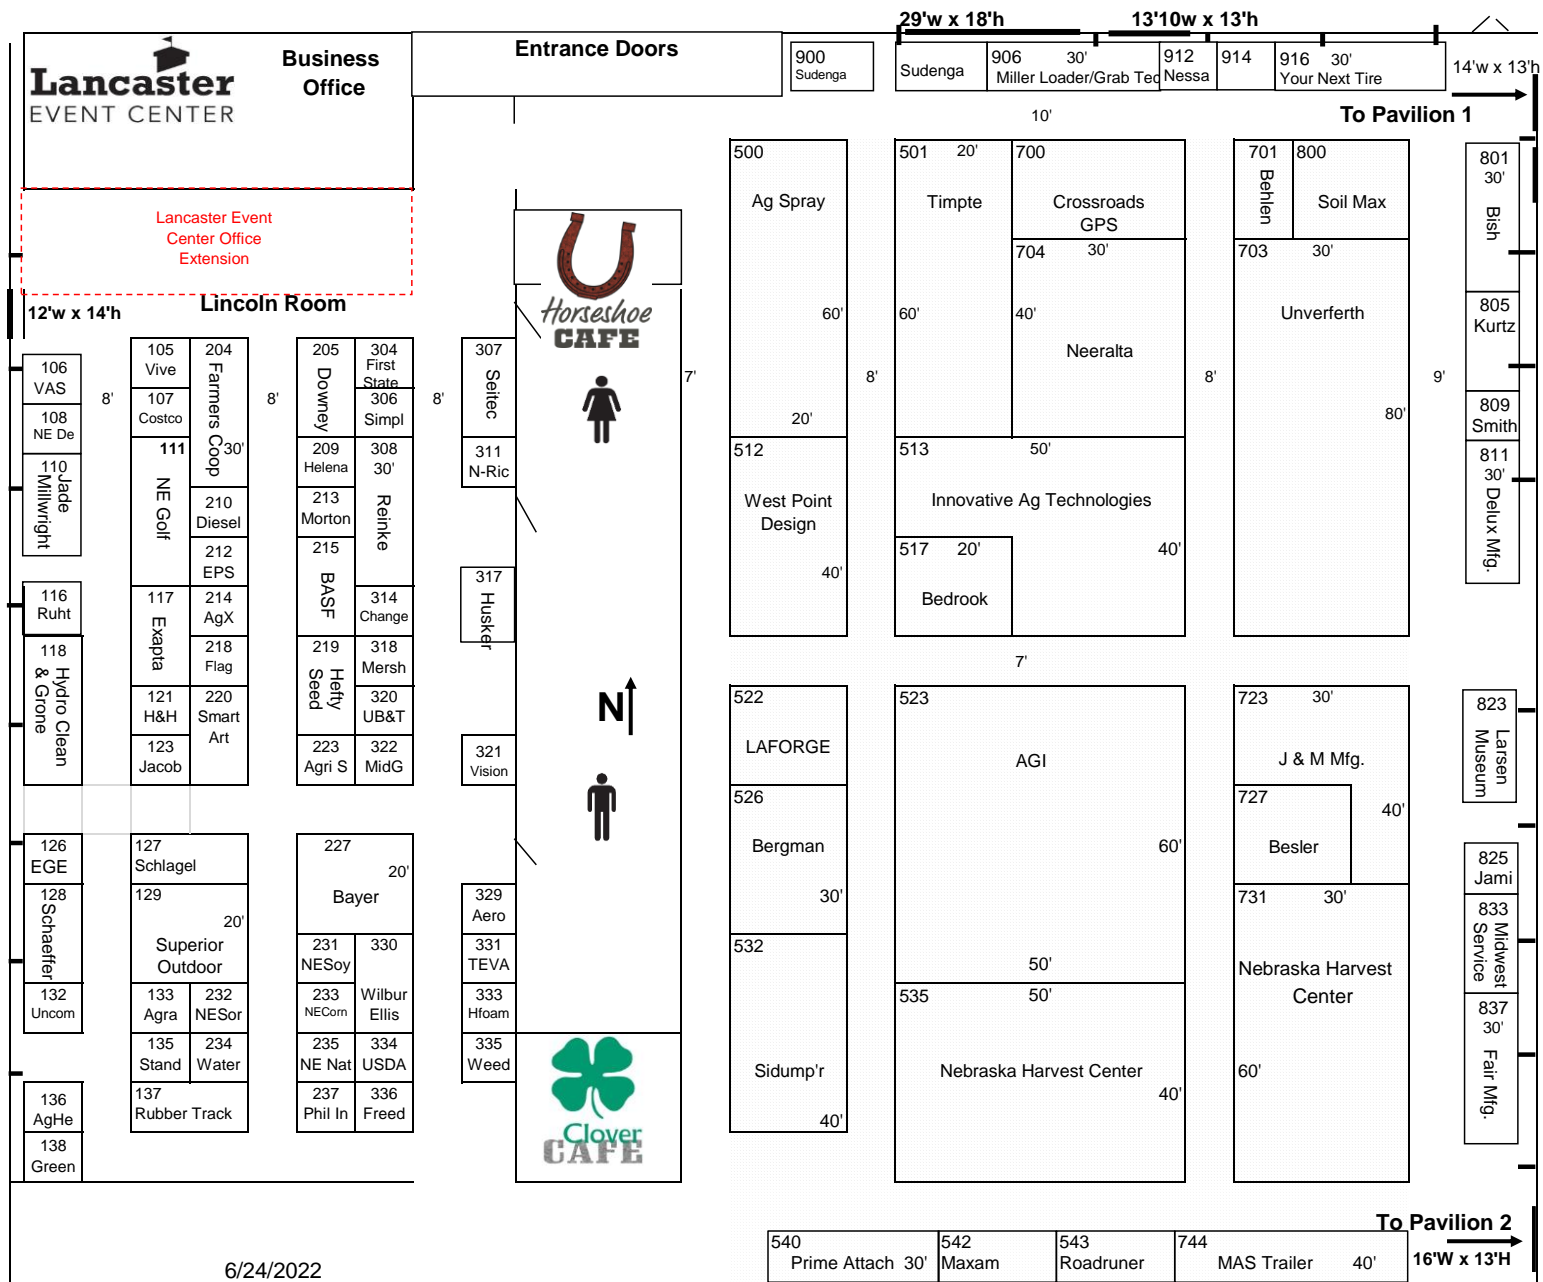 29'w x 18'h
13'10w x 13'h
Lancaster
EVENT CENTER
Business
Office
Entrance Doors
900
Sudenga
Sudenga
906 30'
Miller Loader/Grab Tec
912
Nessa
914
916 30'
Your Next Tire
14'w x 13'h
To Pavilion 1
10'
Lancaster Event
Center Office
Extension
Lincoln Room
12'w x 14'h
Horseshoe
CAFE
500
Ag Spray
60'
20'
501 20'
Timpte
60'
700
Crossroads
GPS
704 30'
40'
Neeralta
701
Behlen
800
Soil Max
703 30'
Unverferth
80'
801
30'
Bish
805
Kurtz
809
Smith
811
30'
Delux Mfg.
7'
8'
8'
9'
106
VAS
108
NE De
110
Jade
Millwright
116
Ruht
118
Hydro Clean
& Grone
8'
105
Vive
107
Costco
111
NE Golf
117
Exapta
121
H&H
123
Jacob
204
Farmers Coop
30'
210
Diesel
212
EPS
214
AgX
218
Flag
220
Smart
Art
8'
205
Downey
209
Helena
213
Morton
215
BASF
219
Hefty
Seed
223
Agri S
304
First
State
306
Simpl
308
30'
Reinke
314
Change
318
Mersh
320
UB&T
322
MidG
8'
307
Seitec
311
N-Ric
317
Husker
321
Vision
N
512
West Point
Design
40'
513 50'
Innovative Ag Technologies
40'
517 20'
Bedrook
7'
522
LAFORGE
526
Bergman
30'
532
Sidump'r
40'
523
AGI
60'
50'
535 50'
Nebraska Harvest Center
40'
723 30'
J & M Mfg.
40'
727
Besler
731 30'
Nebraska Harvest
Center
60'
823
Larsen
Museum
825
Jami
833
Midwest
Service
837
30'
Fair Mfg.
126
EGE
128
Schaeffer
132
Uncom
136
AgHe
138
Green
127
Schlagel
129
20'
Superior
Outdoor
133
Agra
232
NESor
135
Stand
234
Water
137
Rubber Track
227
20'
Bayer
231
NESoy
330
Wilbur
Ellis
233
NECorn
235
NE Nat
334
USDA
237
Phil In
336
Freed
329
Aero
331
TEVA
333
Hfoam
335
Weed
Clover
CAFE
To Pavilion 2
16'W x 13'H
540
Prime Attach 30'
542
Maxam
543
Roadruner
744
MAS Trailer 40'
6/24/2022